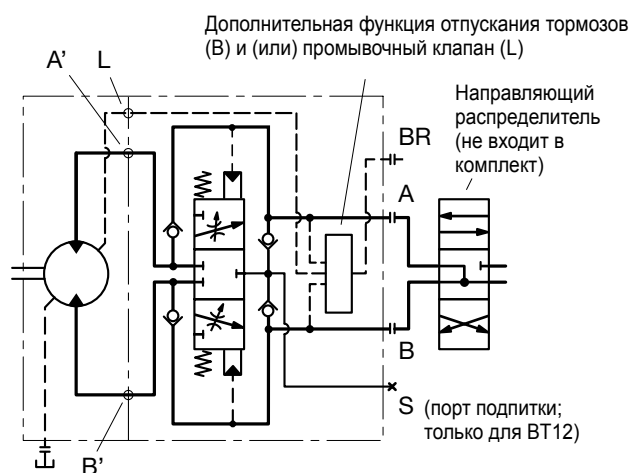 Дополнительная функция отпускания тормозов
(B) и (или) промывочный клапан (L)
A’
L
Направляющий
распределитель
(не входит в
комплект)
BR
A
B
S (порт подпитки;
только для BT12)
B’